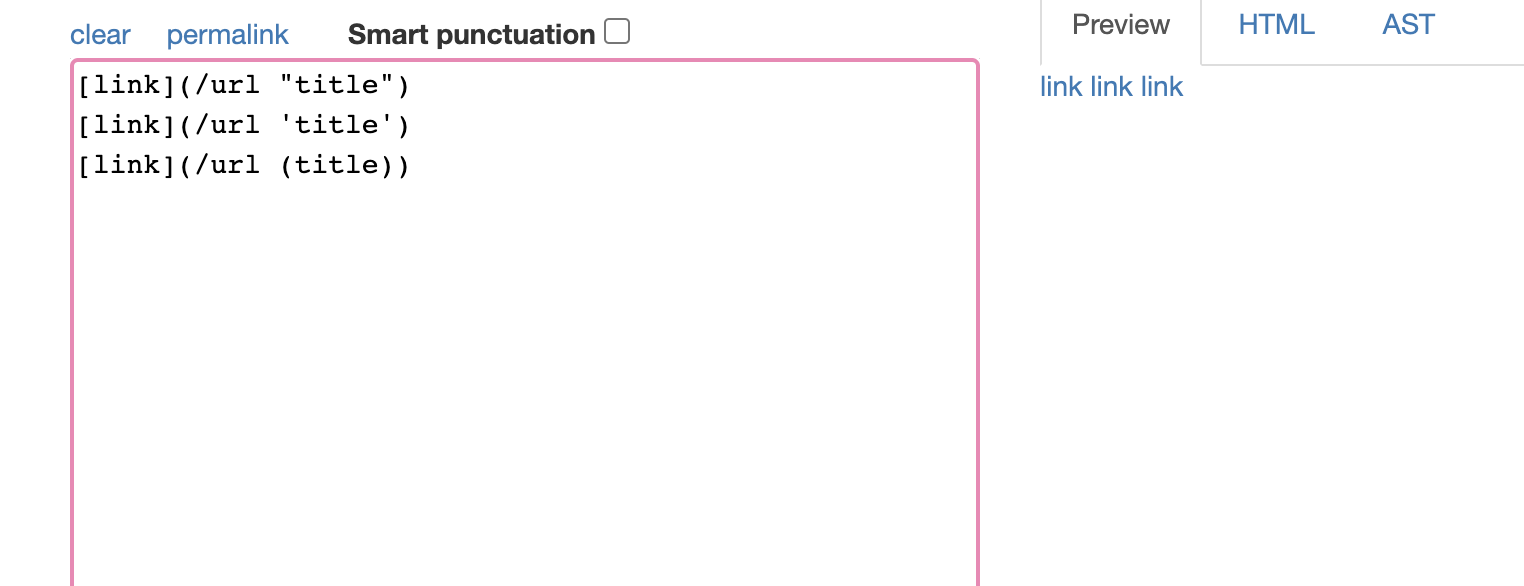 clear permalink Smart punctuation
[link](/url "title")
[link](/url 'title')
[link](/url (title))
Preview HTML AST
link link link